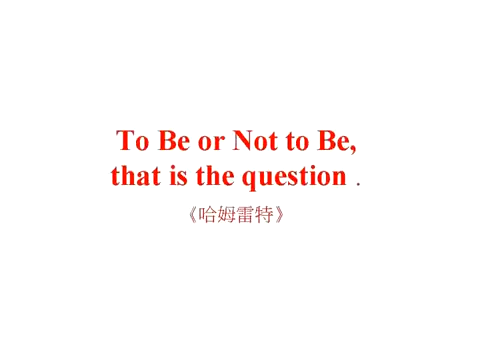 To Be or Not to Be,
that is the question .
《哈姆雷特》